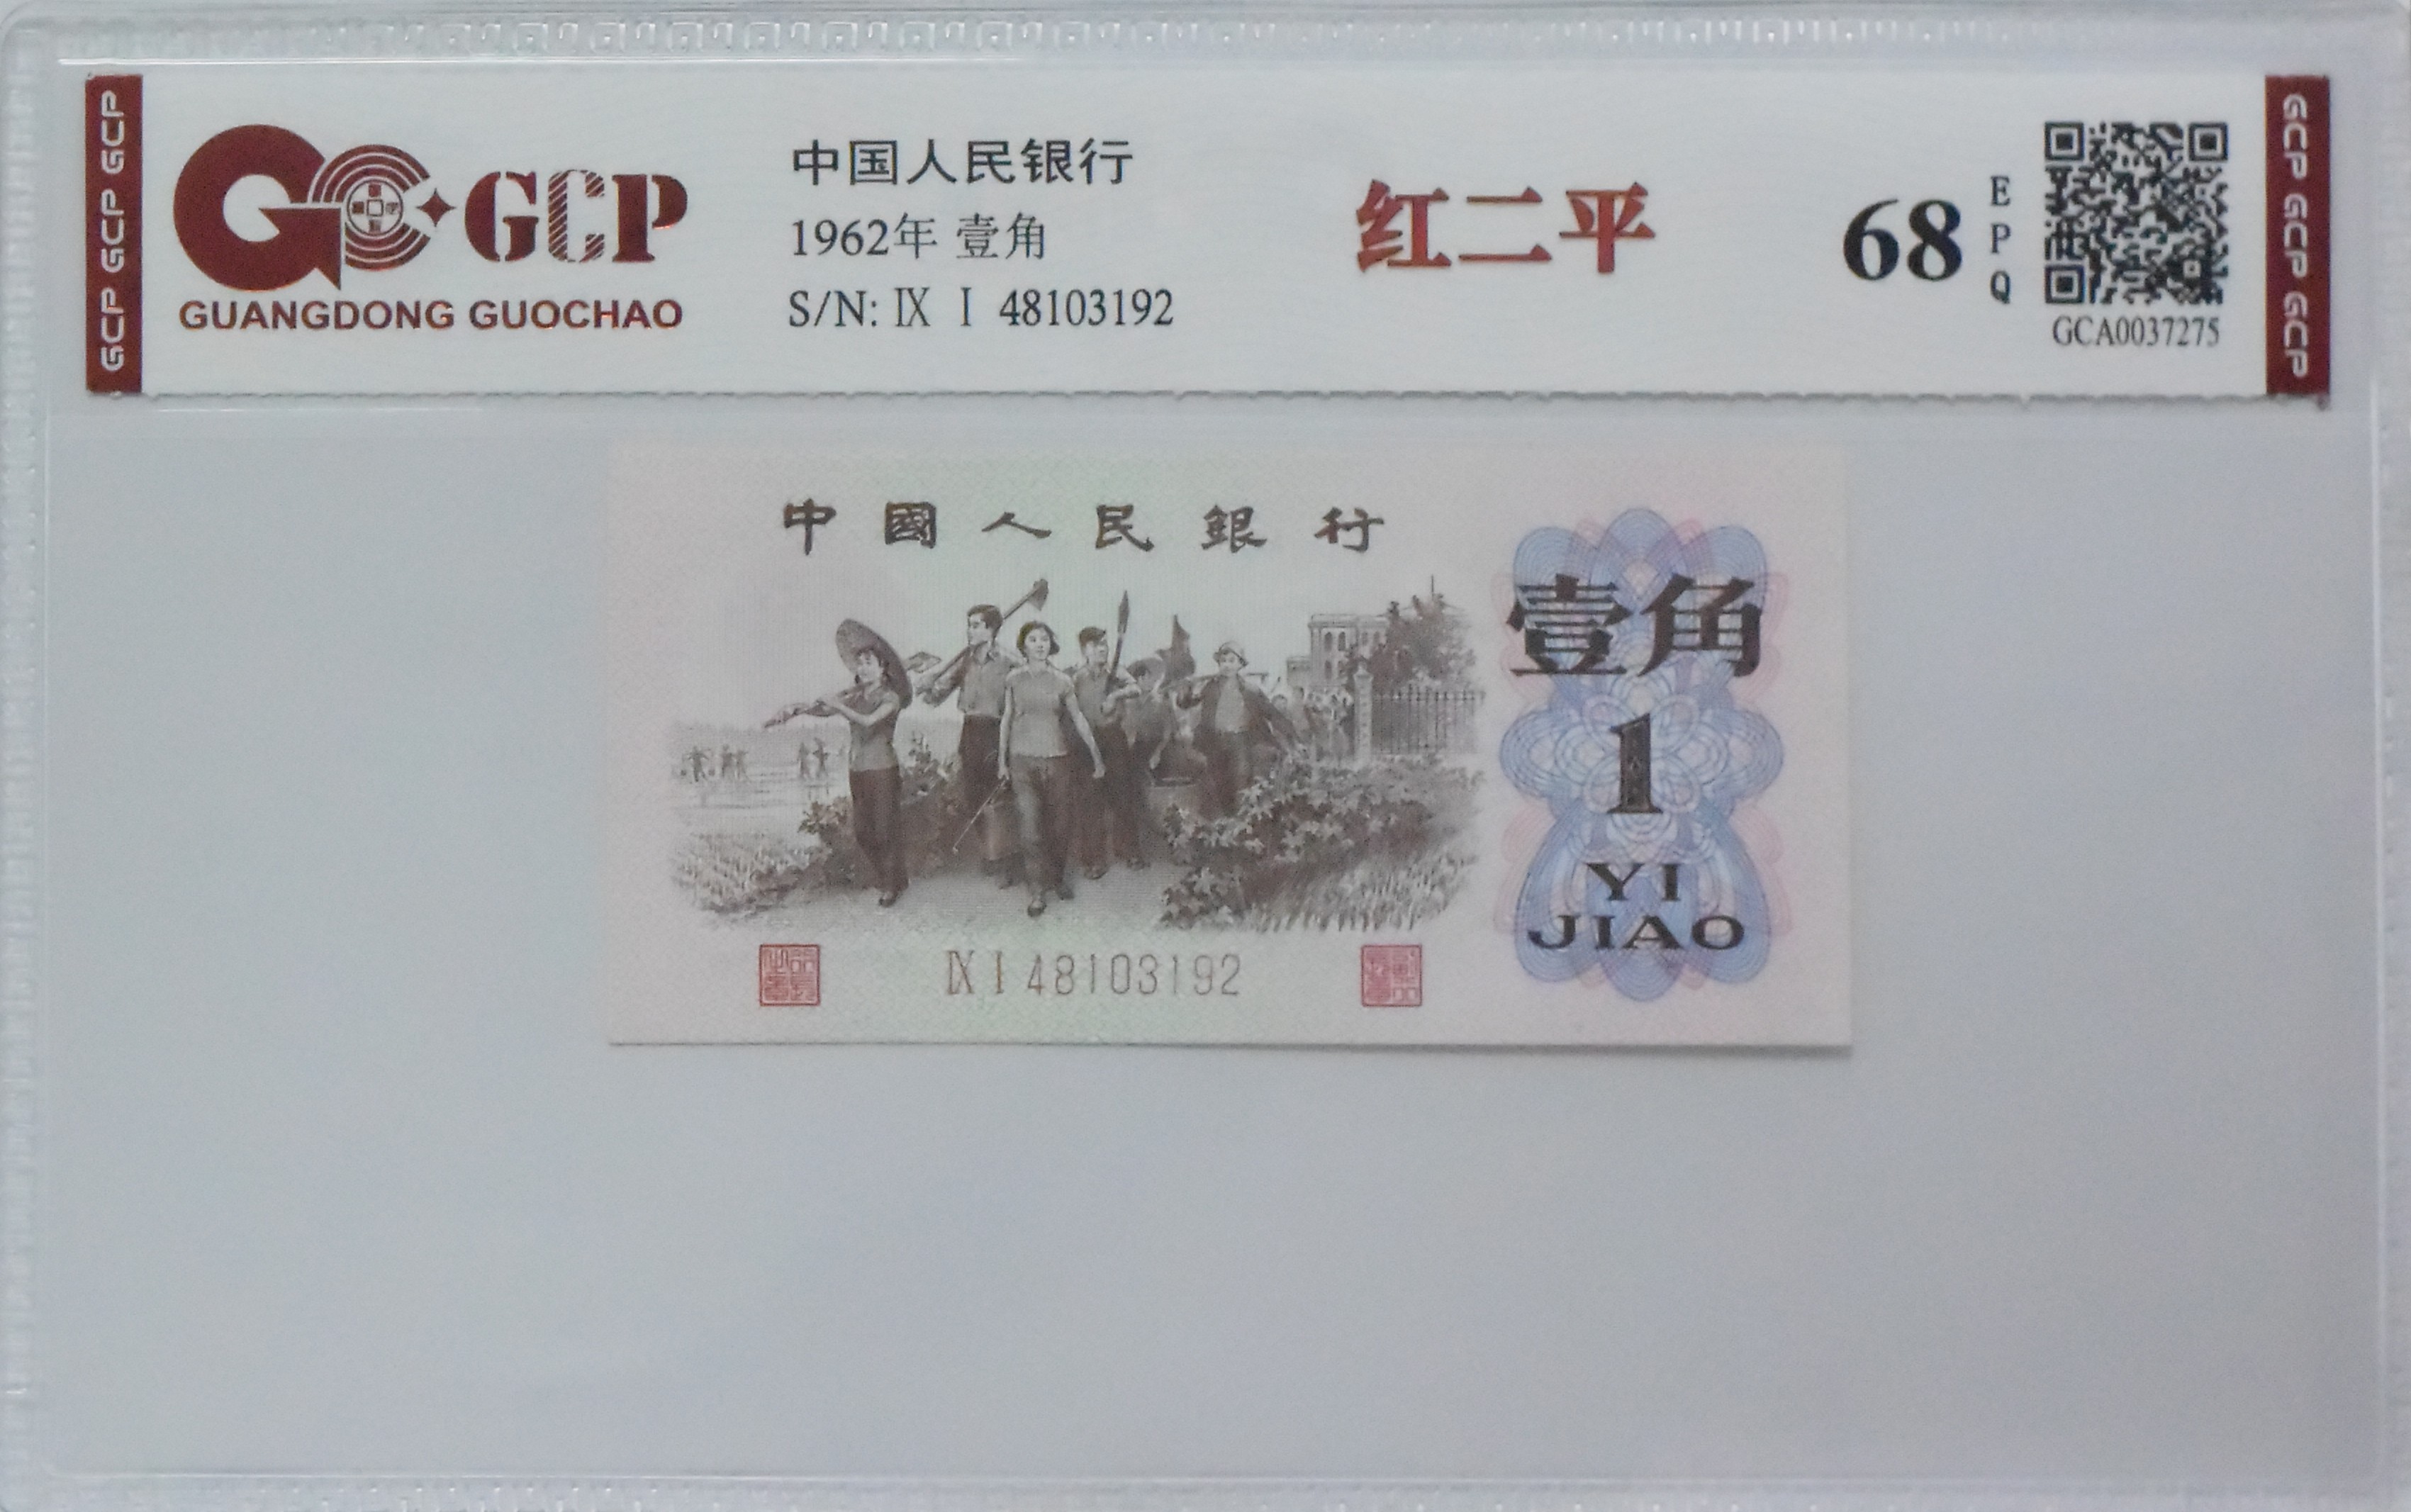 GCP GCP GCP
GCP
GUANGDONG GUOCHAO
中国人民银行
1962年 壹角
S/N: Ⅸ Ⅰ 48103192
红二平
68
EPQ
GCA0037275
GCP GCP GCP
中國人民銀行
壹角
1
YI
JIAO
Ⅸ Ⅰ 48103192